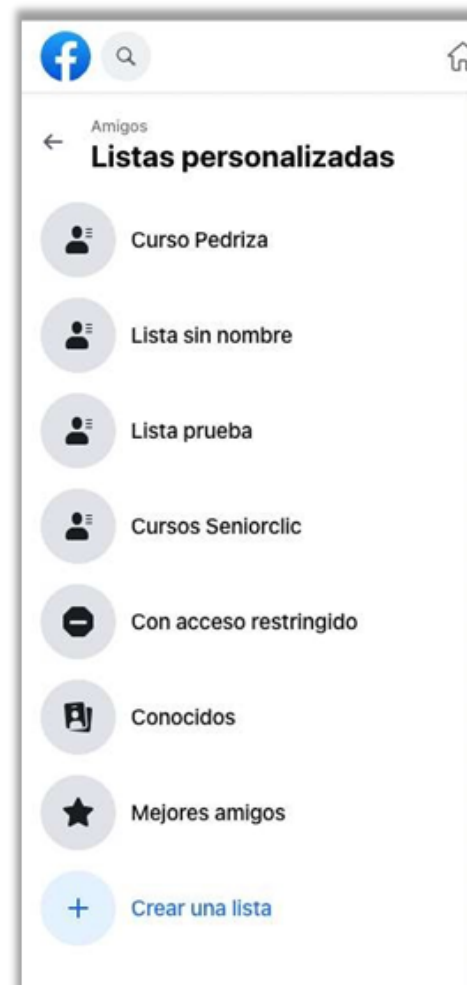 Amigos
Listas personalizadas
Curso Pedriza
Lista sin nombre
Lista prueba
Cursos Seniorclic
Con acceso restringido
Conocidos
Mejores amigos
Crear una lista